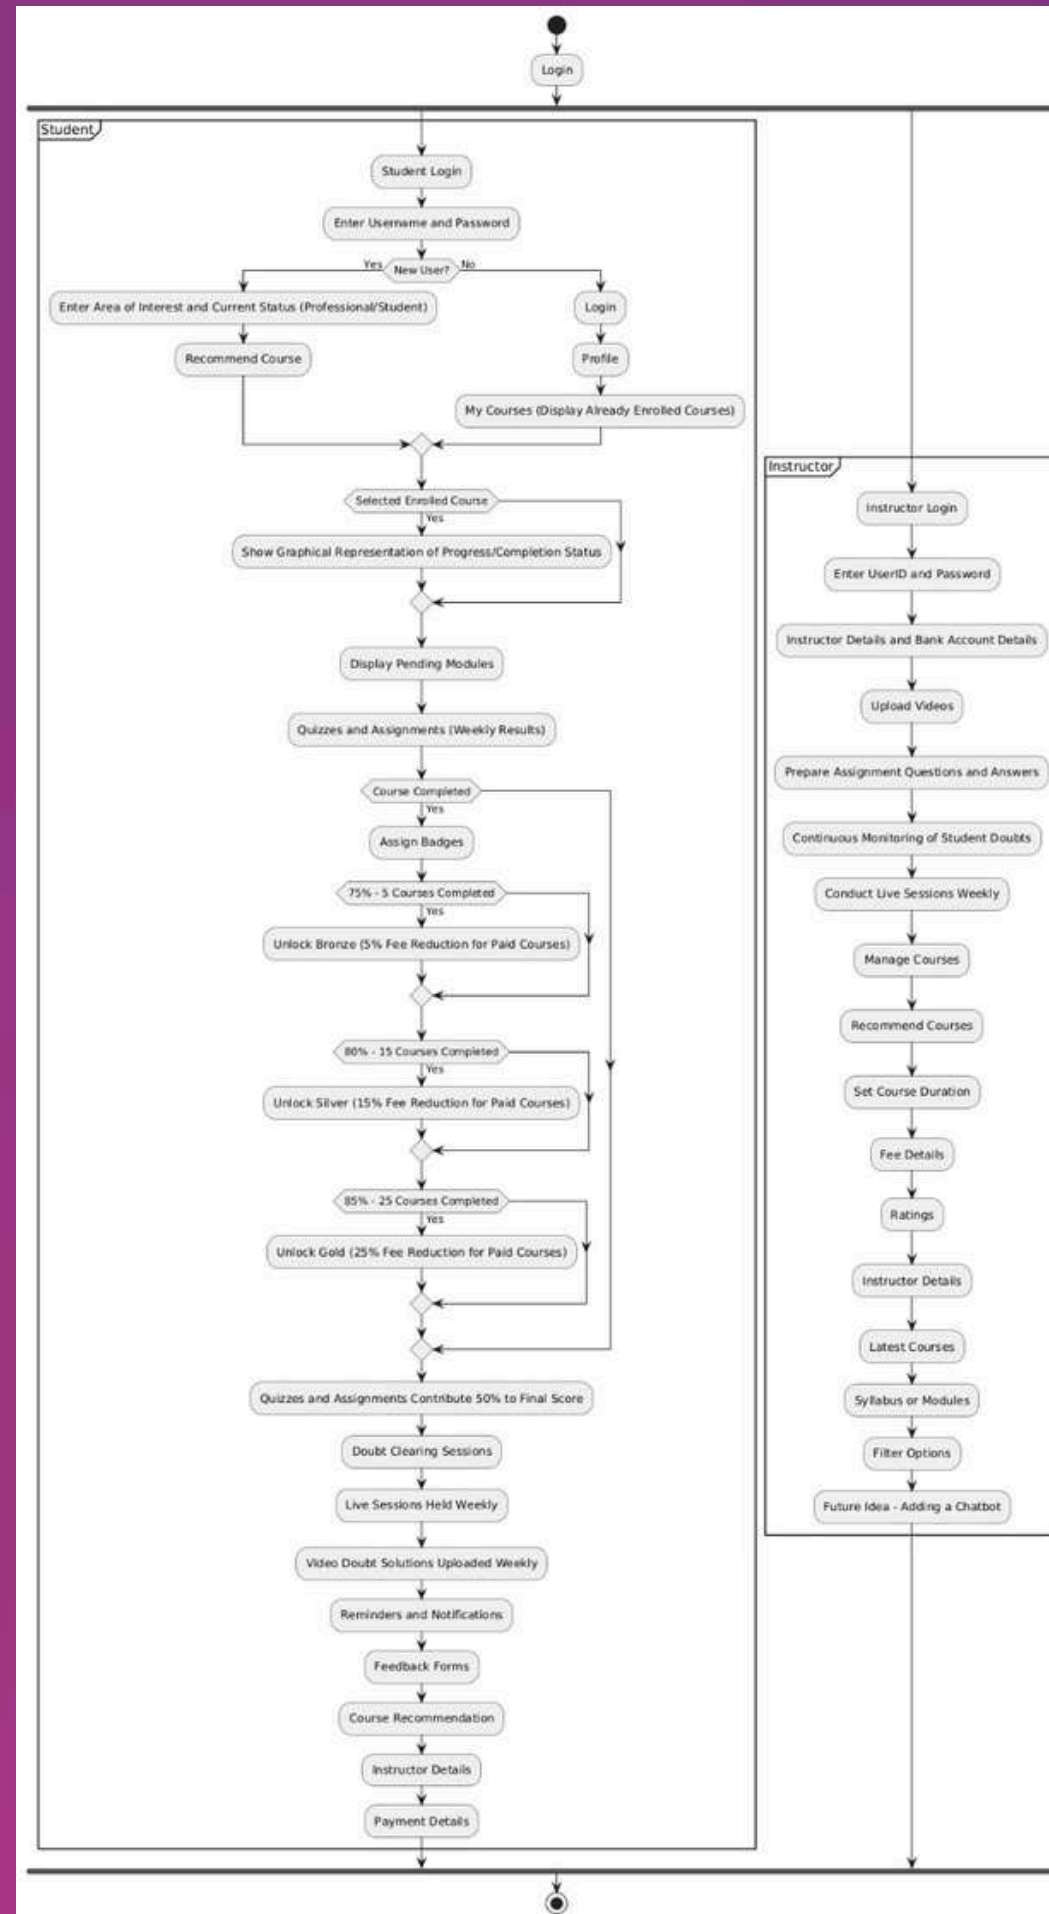 Login
Student
Student Login
Enter Username and Password
Yes
New User?
No
Enter Area of Interest and Current Status (Professional/Student)
Recommend Course
Login
Profile
My Courses (Display Already Enrolled Courses)
Selected Enrolled Course
Yes
Show Graphical Representation of Progress/Completion Status
Display Pending Modules
Quizzes and Assignments (Weekly Results)
Course Completed
Yes
Assign Badges
75% - 5 Courses Completed
Yes
Unlock Bronze (5% Fee Reduction for Paid Courses)
80% - 15 Courses Completed
Yes
Unlock Silver (15% Fee Reduction for Paid Courses)
85% - 25 Courses Completed
Yes
Unlock Gold (25% Fee Reduction for Paid Courses)
Quizzes and Assignments Contribute 50% to Final Score
Doubt Clearing Sessions
Live Sessions Held Weekly
Video Doubt Solutions Uploaded Weekly
Reminders and Notifications
Feedback Forms
Course Recommendation
Instructor Details
Payment Details
Instructor
Instructor Login
Enter UserID and Password
Instructor Details and Bank Account Details
Upload Videos
Prepare Assignment Questions and Answers
Continuous Monitoring of Student Doubts
Conduct Live Sessions Weekly
Manage Courses
Recommend Courses
Set Course Duration
Fee Details
Ratings
Instructor Details
Latest Courses
Syllabus or Modules
Filter Options
Future Idea - Adding a Chatbot